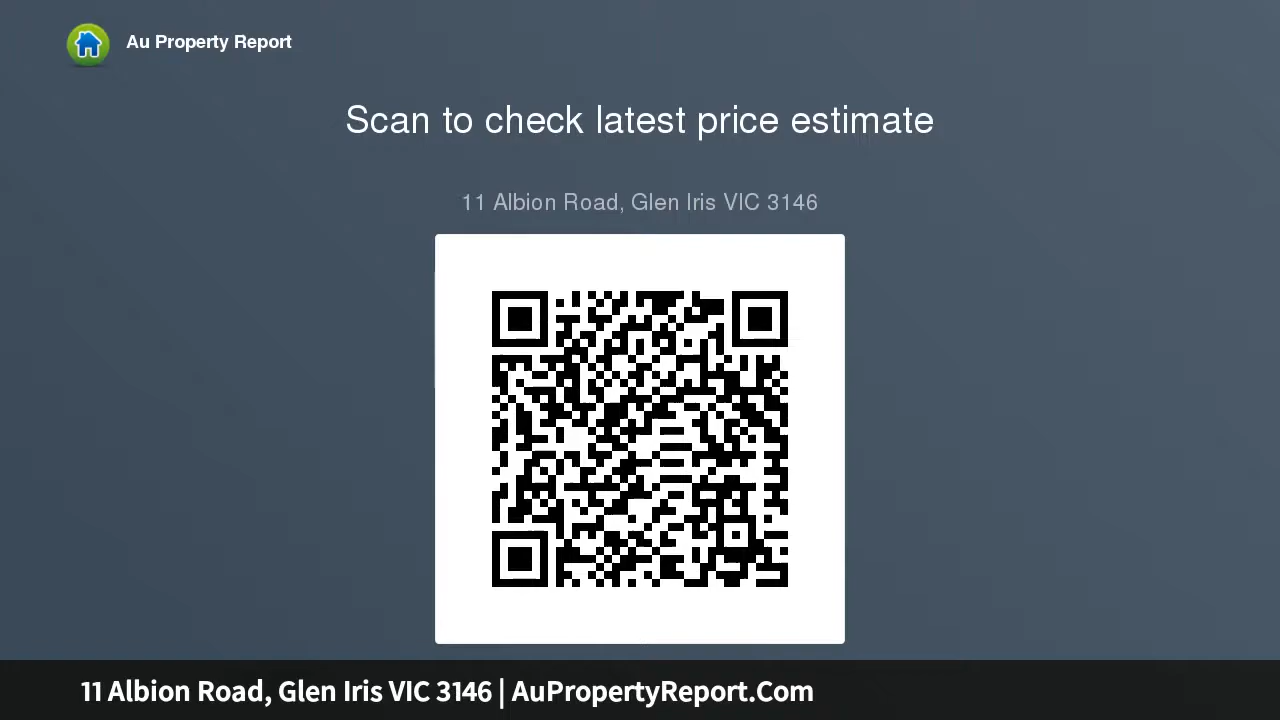 Au Property Report
Scan to check latest price estimate
11 Albion Road, Glen Iris VIC 3146
11 Albion Road, Glen Iris VIC 3146 | AuPropertyReport.Com